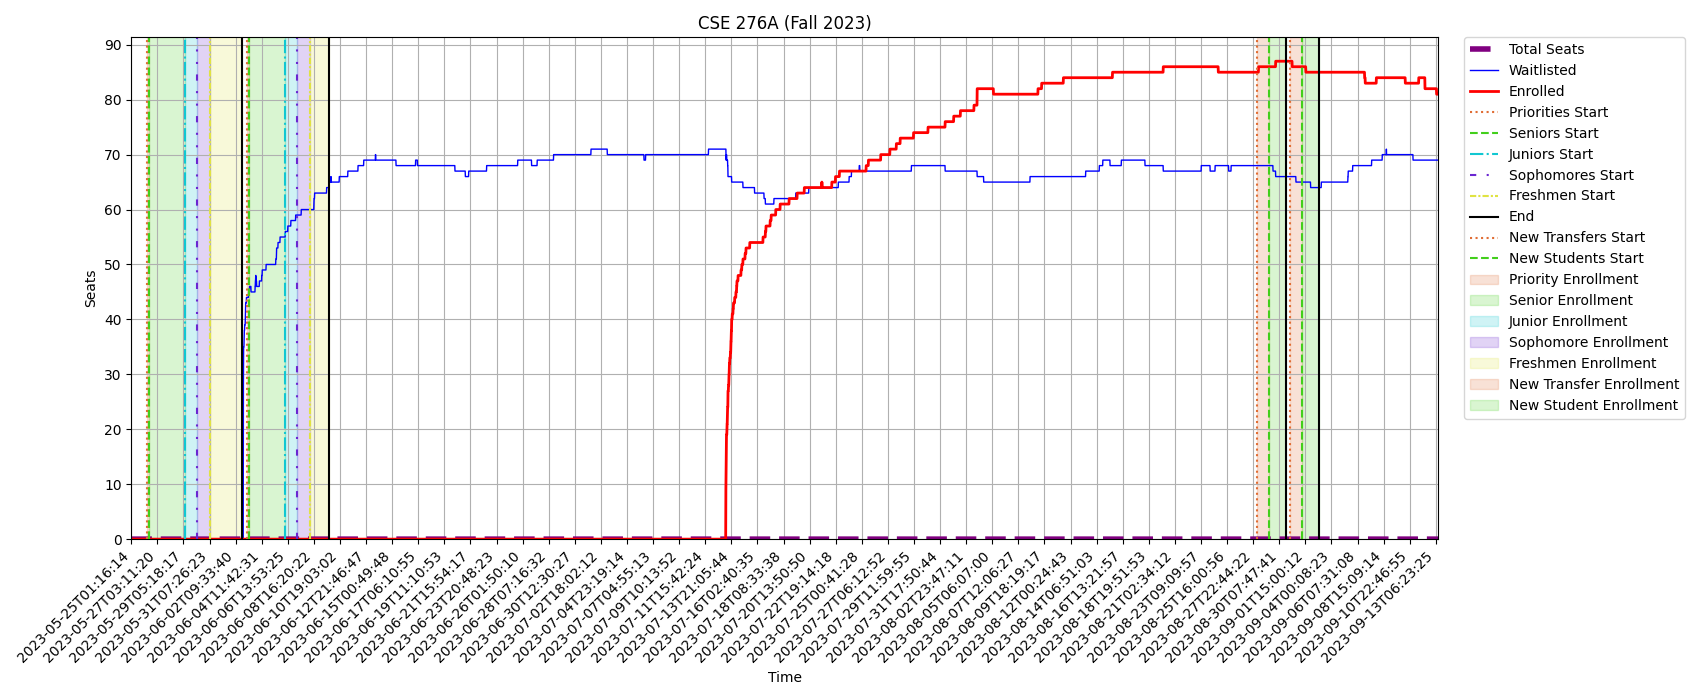 CSE 276A (Fall 2023)
Seats
90
80
70
60
50
40
30
20
10
0
2023-05-25T01:16:14
2023-05-27T03:11:20
2023-05-29T05:18:17
2023-05-31T07:26:23
2023-06-02T09:33:40
2023-06-04T11:42:31
2023-06-06T13:53:25
2023-06-08T16:20:22
2023-06-10T19:03:02
2023-06-12T21:46:47
2023-06-15T00:49:48
2023-06-17T06:10:55
2023-06-19T11:10:53
2023-06-21T15:54:17
2023-06-23T20:48:23
2023-06-26T01:50:10
2023-06-28T07:16:32
2023-06-30T12:30:27
2023-07-02T18:02:12
2023-07-04T23:19:14
2023-07-07T04:55:13
2023-07-09T10:13:52
2023-07-11T15:42:24
2023-07-13T21:05:44
2023-07-16T02:40:35
2023-07-18T08:33:38
2023-07-20T13:50:50
2023-07-22T19:14:18
2023-07-25T00:41:28
2023-07-27T06:12:52
2023-07-29T11:59:55
2023-07-31T17:50:44
2023-08-02T23:47:11
2023-08-05T06:07:00
2023-08-07T12:06:27
2023-08-09T18:19:17
2023-08-12T00:24:43
2023-08-14T06:51:03
2023-08-16T13:21:57
2023-08-18T19:51:53
2023-08-21T02:34:12
2023-08-23T09:09:57
2023-08-25T16:00:56
2023-08-27T22:44:22
2023-08-30T07:47:41
2023-09-01T15:00:12
2023-09-04T00:08:23
2023-09-06T07:31:08
2023-09-08T15:09:14
2023-09-10T22:46:55
2023-09-13T06:23:25
Time
Total Seats
Waitlisted
Enrolled
Priorities Start
Seniors Start
Juniors Start
Sophomores Start
Freshmen Start
End
New Transfers Start
New Students Start
Priority Enrollment
Senior Enrollment
Junior Enrollment
Sophomore Enrollment
Freshmen Enrollment
New Transfer Enrollment
New Student Enrollment